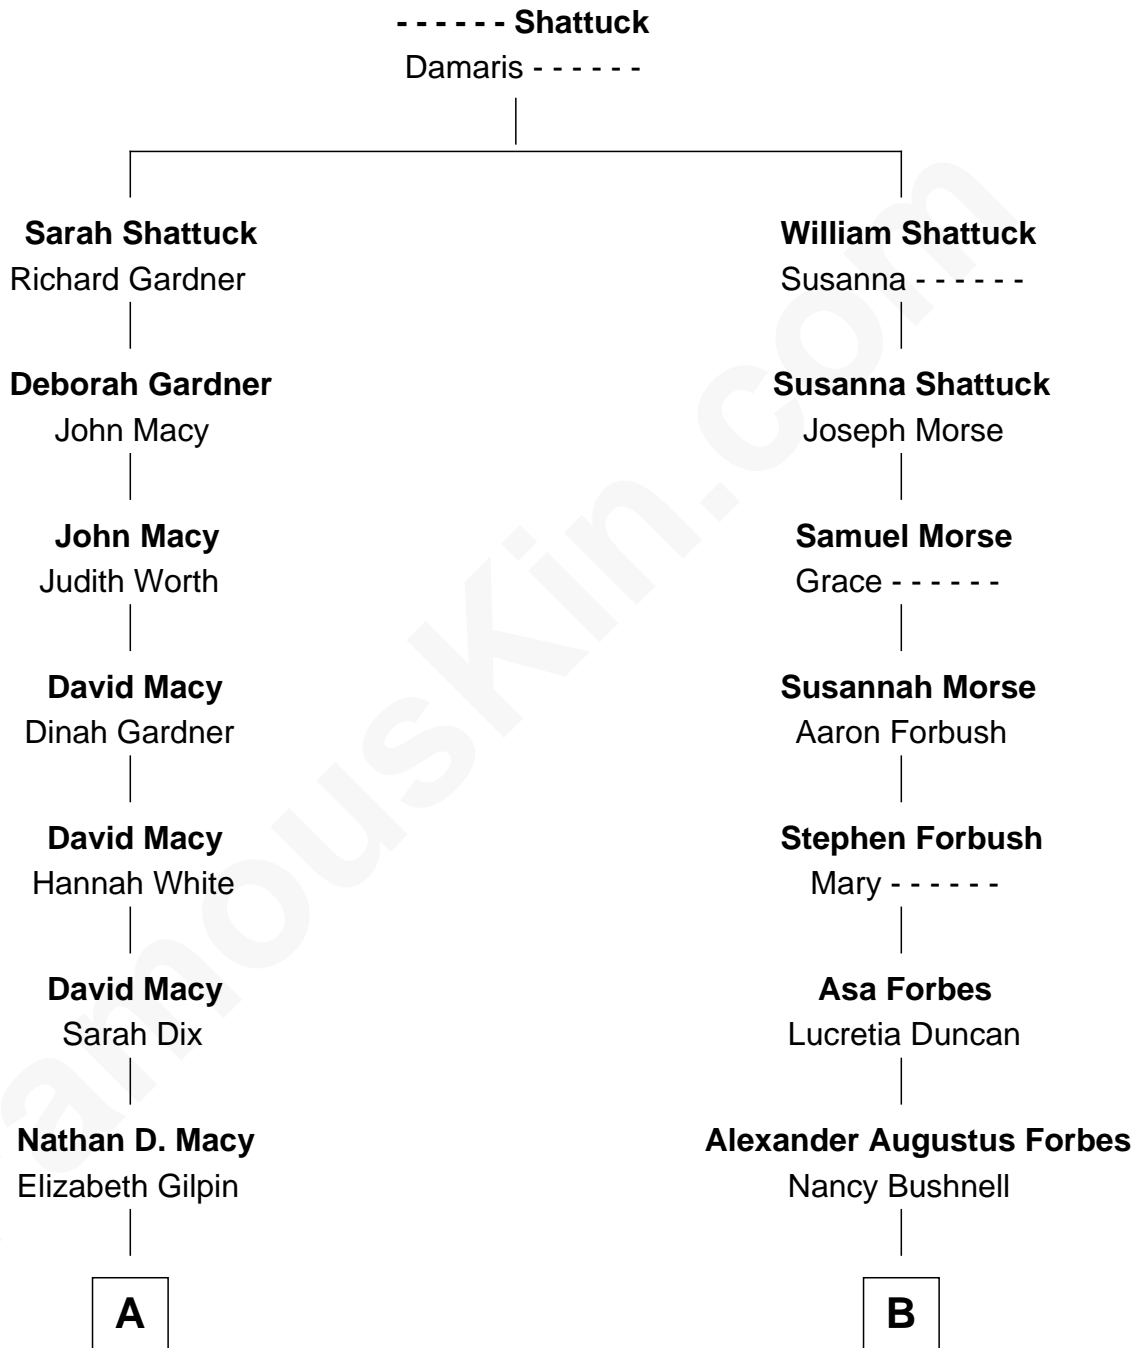 - - - - - - Shattuck
Damaris - - - - - -
Sarah Shattuck
Richard Gardner
William Shattuck
Susanna - - - - - -
Deborah Gardner
John Macy
Susanna Shattuck
Joseph Morse
John Macy
Judith Worth
Samuel Morse
Grace - - - - - -
David Macy
Dinah Gardner
Susannah Morse
Aaron Forbush
David Macy
Hannah White
Stephen Forbush
Mary - - - - - -
David Macy
Sarah Dix
Asa Forbes
Lucretia Duncan
Nathan D. Macy
Elizabeth Gilpin
Alexander Augustus Forbes
Nancy Bushnell
A
B
famouskin.com